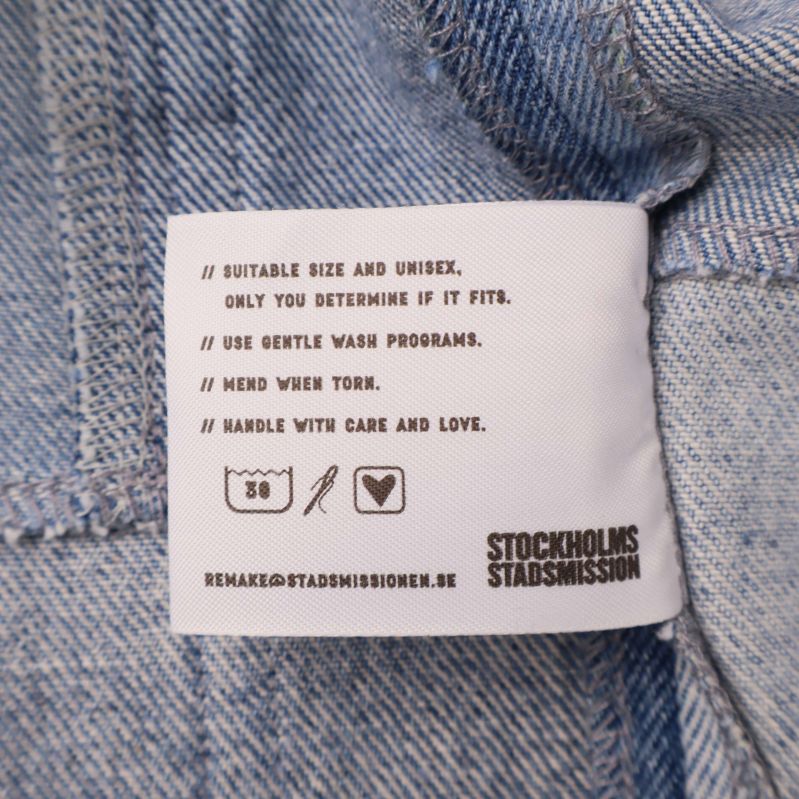 // SUITABLE SIZE AND UNISEX,
ONLY YOU DETERMINE IF IT FITS.
// USE GENTLE WASH PROGRAMS.
// MEND WHEN TORN.
// HANDLE WITH CARE AND LOVE.
30
REMAKE@STADSMISSIONEN.SE
STOCKHOLMS
STADSMISSION